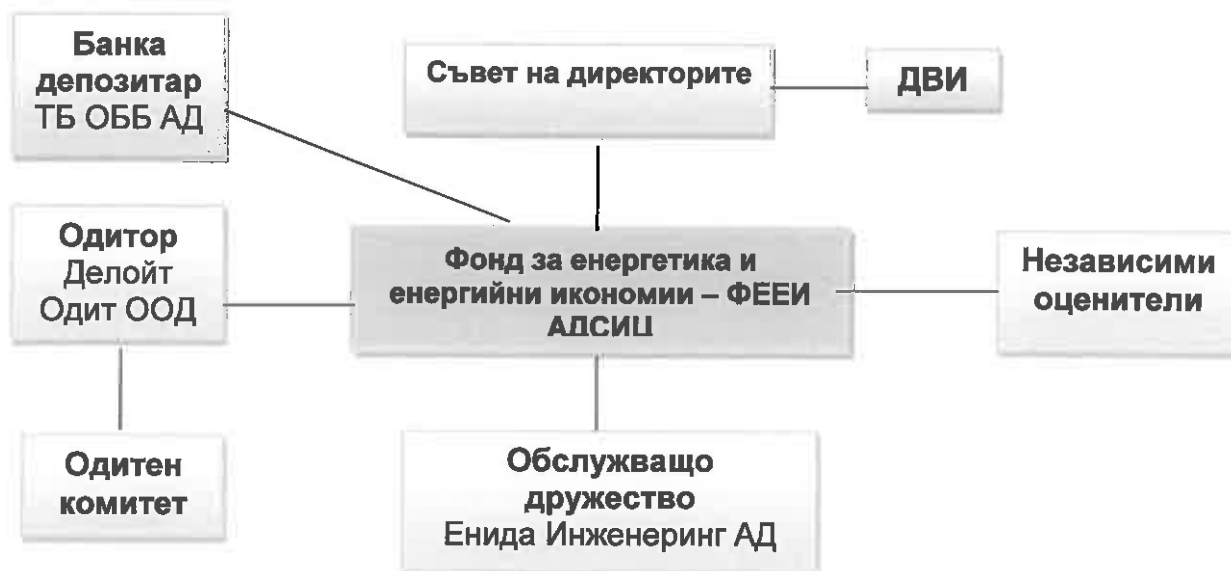 Банка
депозитар
ТБ ОББ АД
Съвет на директорите
ДВИ
Одитор
Делойт
Одит ООД
Фонд за енергетика и
енергийни икономии – ФЕЕИ
АДСИЦ
Независими
оценители
Одитен
комитет
Обслужващо
дружество
Енида Инженеринг АД